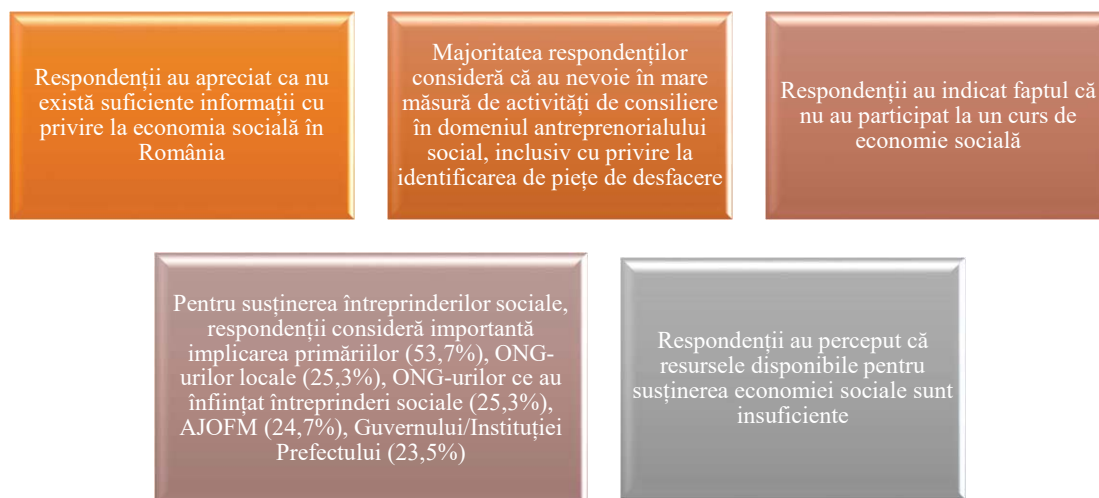 Respondenții au apreciat ca nu
există suficiente informații cu
privire la economia socială în
România
Majoritatea respondenților
consideră că au nevoie în mare
măsură de activități de consiliere
în domeniul antreprenorialului
social, inclusiv cu privire la
identificarea de piețe de desfacere
Respondenții au indicat faptul că
nu au participat la un curs de
economie socială
Pentru susținerea întreprinderilor sociale,
respondenții consideră importantă
implicarea primăriilor (53,7%), ONG-
urilor locale (25,3%), ONG-urilor ce au
înființat întreprinderi sociale (25,3%),
AJOFM (24,7%), Guvernului/Instituției
Prefectului (23,5%)
Respondenții au perceput că
resursele disponibile pentru
susținerea economiei sociale sunt
insuficiente